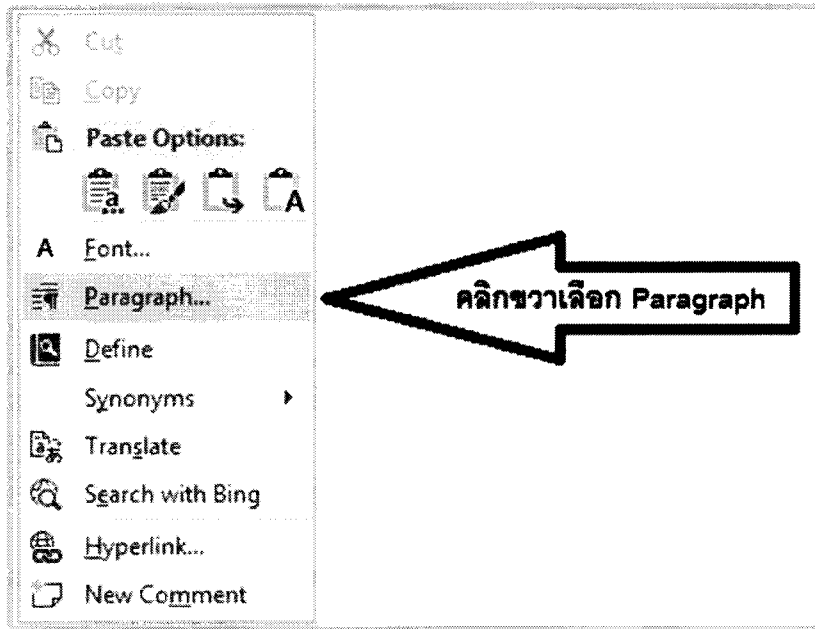 Cut
Copy
Paste Options:
Font...
Paragraph...
คลิกขวาเลือก Paragraph
Define
Synonyms
Translate
Search with Bing
Hyperlink...
New Comment